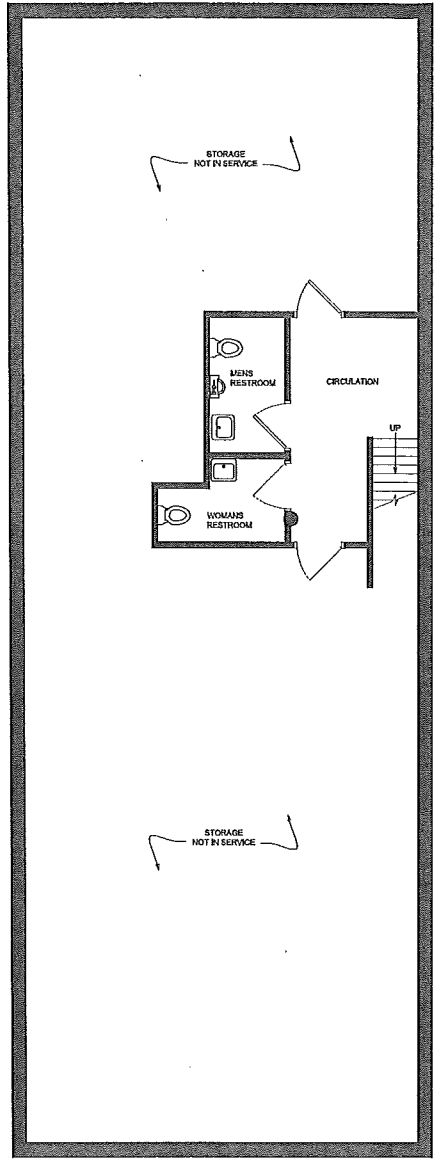 STORAGE
NOT IN SERVICE
MENS
RESTROOM
CIRCULATION
UP
WOMANS
RESTROOM
STORAGE
NOT IN SERVICE